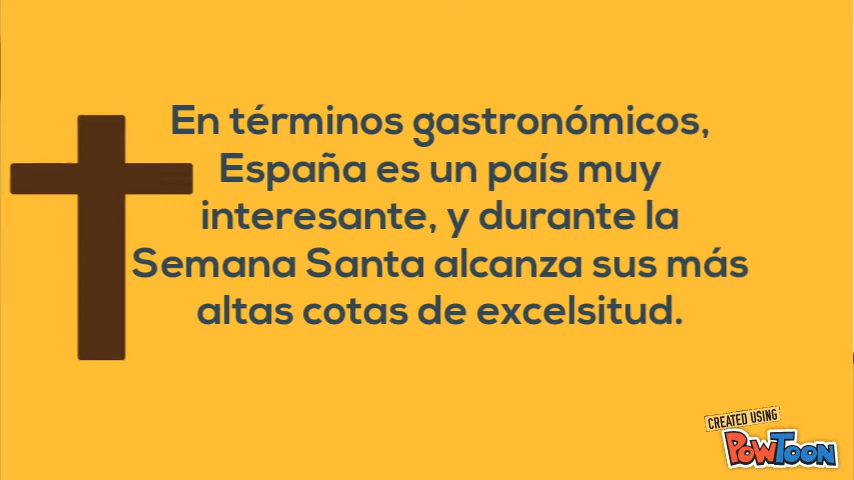 En términos gastronómicos,
España es un país muy
interesante, y durante la
Semana Santa alcanza sus más
altas cotas de excelsitud.
CREATED USING
POWTOON